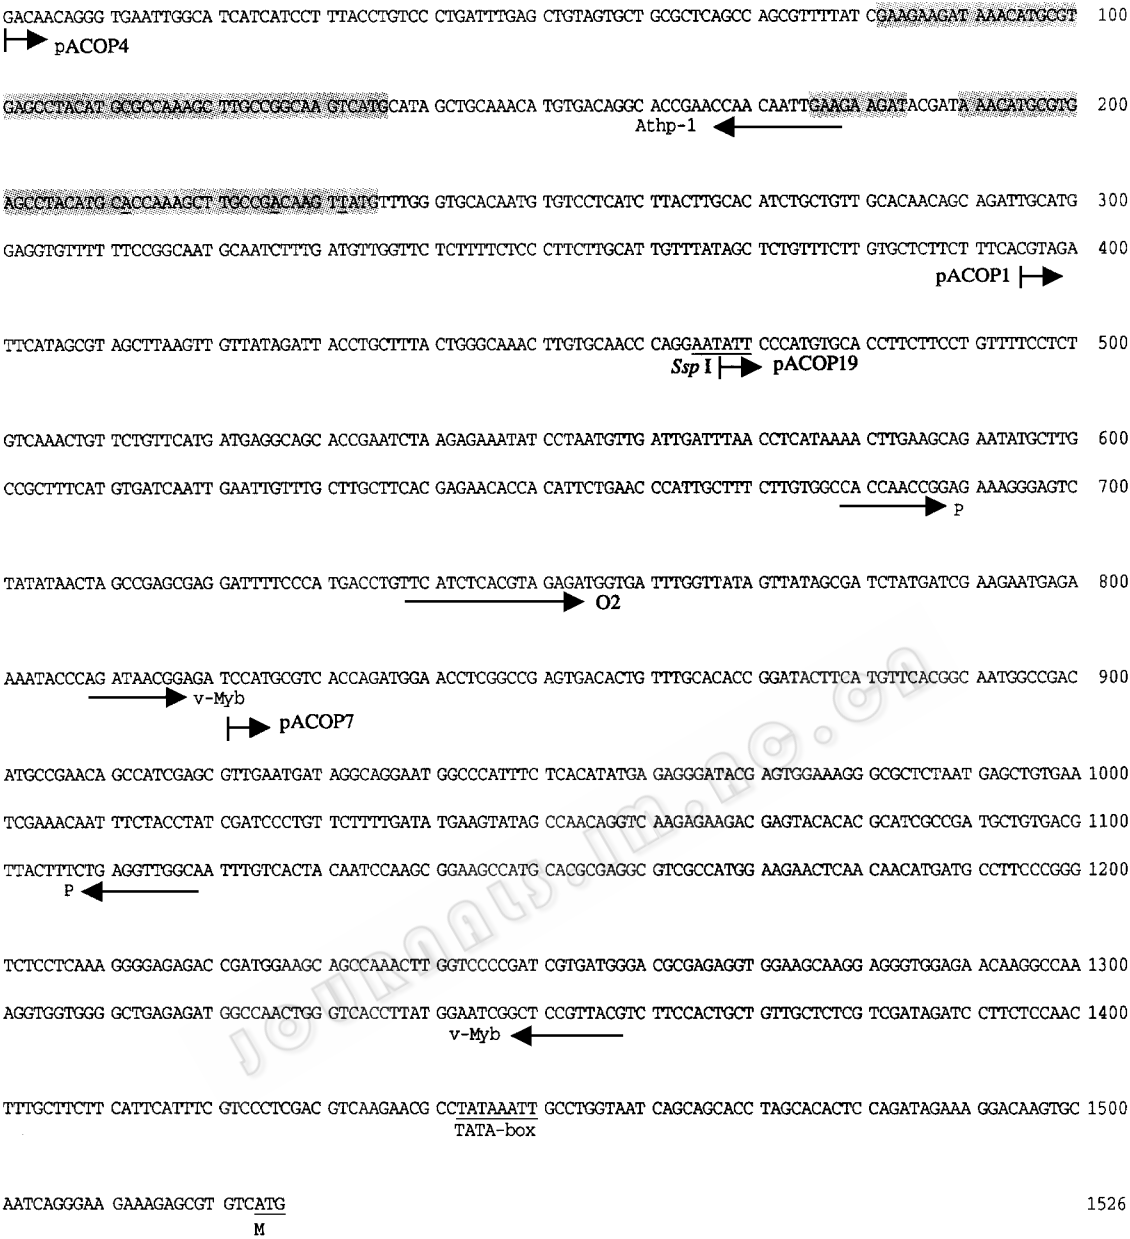 GACAACAGGG TGAATTGGCA TCATCATCCT TTACCTGTCC CTGATTTGAG CTGTAGTGCT GCGCTCAGCC AGCGTTTTAT CGAAGAAGAT AAACATGCGT 100
pACOP4
GAGCCTACAT GCGCCAAAGC TTGCCGGCAA GTCATGCATA GCTGCAAACA TGTGACAGGC ACCGAACCAA CAATTGAAGA AGATACGATA AACATGCGTG 200
Athp-1
AGCCTACATG CACCAAAGCT TGCCGACAAG TTATGTTTGG GTGCACAATG TGTCCTCATC TTACTTGCAC ATCTGCTGTT GCACAACAGC AGATTGCATG 300
GAGGTGTTTT TTCCGGCAAT GCAATCTTTG ATGTTGGTTC TCTTTTCTCC CTTCTTGCAT TGTTTATAGC TCTGTTTCTT GTGCTCTTCT TTCACGTAGA 400
pACOP1
TTCATAGCGT AGCTTAAGTT GTTATAGATT ACCTGCTTTA CTGGGCAAAC TTGTGCAACC CAGGAATATT CCCATGTGCA CCTTCTTCCT GTTTTCCTCT 500
Ssp I pACOP19
GTCAAACTGT TCTGTTCATG ATGAGGCAGC ACCGAATCTA AGAGAAATAT CCTAATGTTG ATTGATTTAA CCTCATAAAA CTTGAAGCAG AATATGCTTG 600
CCGCTTTCAT GTGATCAATT GAATTGTTTG CTTGCTTCAC GAGAACACCA CATTCTGAAC CCATTGCTTT CTTGTGGCCA CCAACCGGAG AAAGGGAGTC 700
P
TATATAACTA GCCGAGCGAG GATTTTCCCA TGACCTGTTC ATCTCACGTA GAGATGGTGA TTTGGTTATA GTTATAGCGA TCTATGATCG AAGAATGAGA 800
O2
AAATACCCAG ATAACGGAGA TCCATGCGTC ACCAGATGGA ACCTCGGCCG AGTGACACTG TTTGCACACC GGATACTTCA TGTTCACGGC AATGGCCGAC 900
v-Myb
pACOP7
ATGCCGAACA GCCATCGAGC GTTGAATGAT AGGCAGGAAT GGCCCATTTC TCACATATGA GAGGGATACG AGTGGAAAGG GCGCTCTAAT GAGCTGTGAA 1000
TCGAAACAAT TTCTACCTAT CGATCCCTGT TCTTTTGATA TGAAGTATAG CCAACAGGTC AAGAGAAGAC GAGTACACAC GCATCGCCGA TGCTGTGACG 1100
TTACTTTCTG AGGTTGGCAA TTTGTCACTA CAATCCAAGC GGAAGCCATG CACGCGAGGC GTCGCCATGG AAGAACTCAA CAACATGATG CCTTCCCGGG 1200
P
TCTCCTCAAA GGGGAGAGAC CGATGGAAGC AGCCAAACTT GGTCCCCGAT CGTGATGGGA CGCGAGAGGT GGAAGCAAGG AGGGTGGAGA ACAAGGCCAA 1300
AGGTGGTGGG GCTGAGAGAT GGCCAACTGG GTCACCTTAT GGAATCGGCT CCGTTACGTC TTCCACTGCT GTTGCTCTCG TCGATAGATC CTTCTCCAAC 1400
v-Myb
TTTGCTTCTT CATTCATTTC GTCCCTCGAC GTCAAGAACG CCTATAAATT GCCTGGTAAT CAGCAGCACC TAGCACACTC CAGATAGAAA GGACAAGTGC 1500
TATA-box
AATCAGGGAA GAAAGAGCGT GTCATG 1526
M
JOURNALS.IM.AC.CN